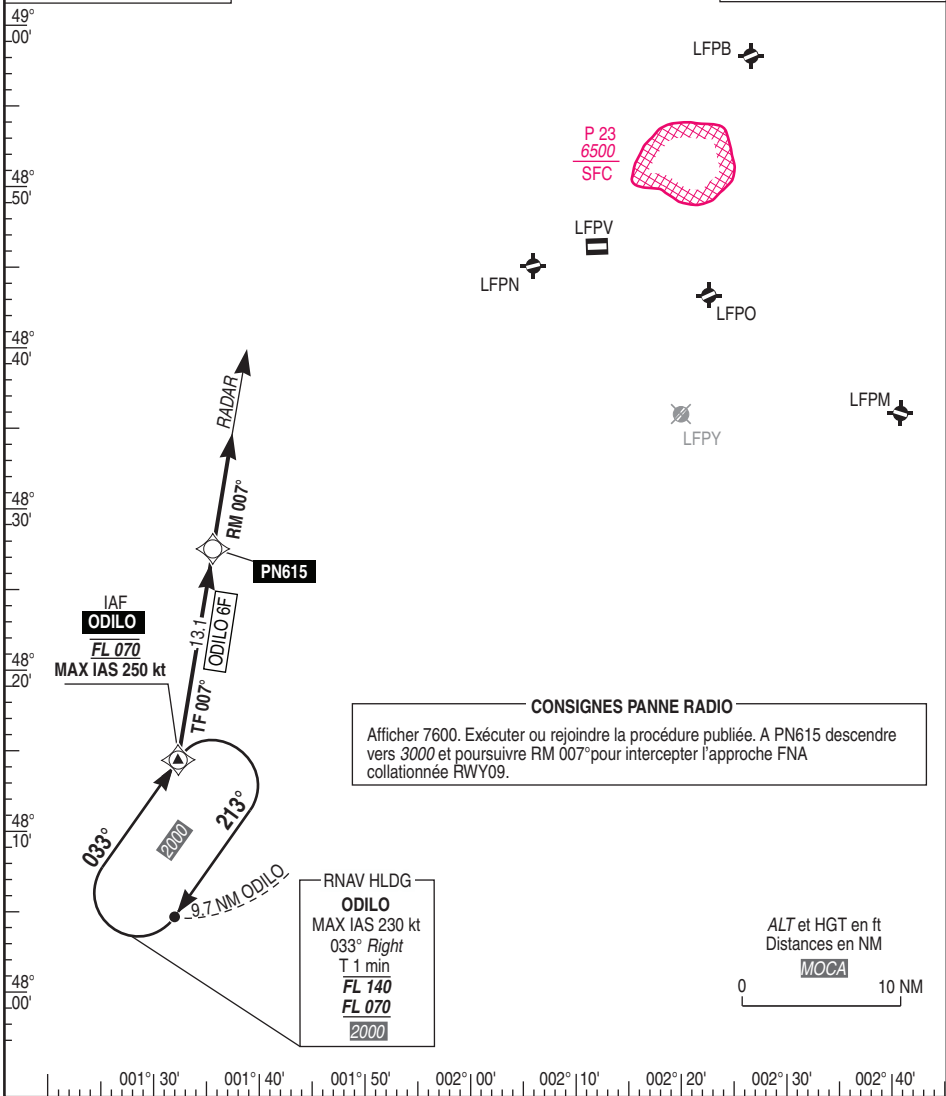 49°
00'
LFPB
P 23
6500
SFC
48°
50'
LFPV
LFPN
LFPO
48°
40'
RADAR
LFPM
LFPY
48°
30'
RM 007°
PN615
IAF
ODILO
FL 070
MAX IAS 250 kt
13.1
ODILO 6F
TF 007°
48°
20'
CONSIGNES PANNE RADIO
Afficher 7600. Exécuter ou rejoindre la procédure publiée. A PN615 descendre
vers 3000 et poursuivre RM 007°pour intercepter l'approche FNA
collationnée RWY09.
48°
10'
033°
2000
213°
9.7 NM ODILO
RNAV HLDG
ODILO
MAX IAS 230 kt
033° Right
T 1 min
FL 140
FL 070
2000
ALT et HGT en ft
Distances en NM
MOCA
0 10 NM
48°
00'
001° 30' 001° 40' 001° 50' 002° 00' 002° 10' 002° 20' 002° 30' 002° 40'